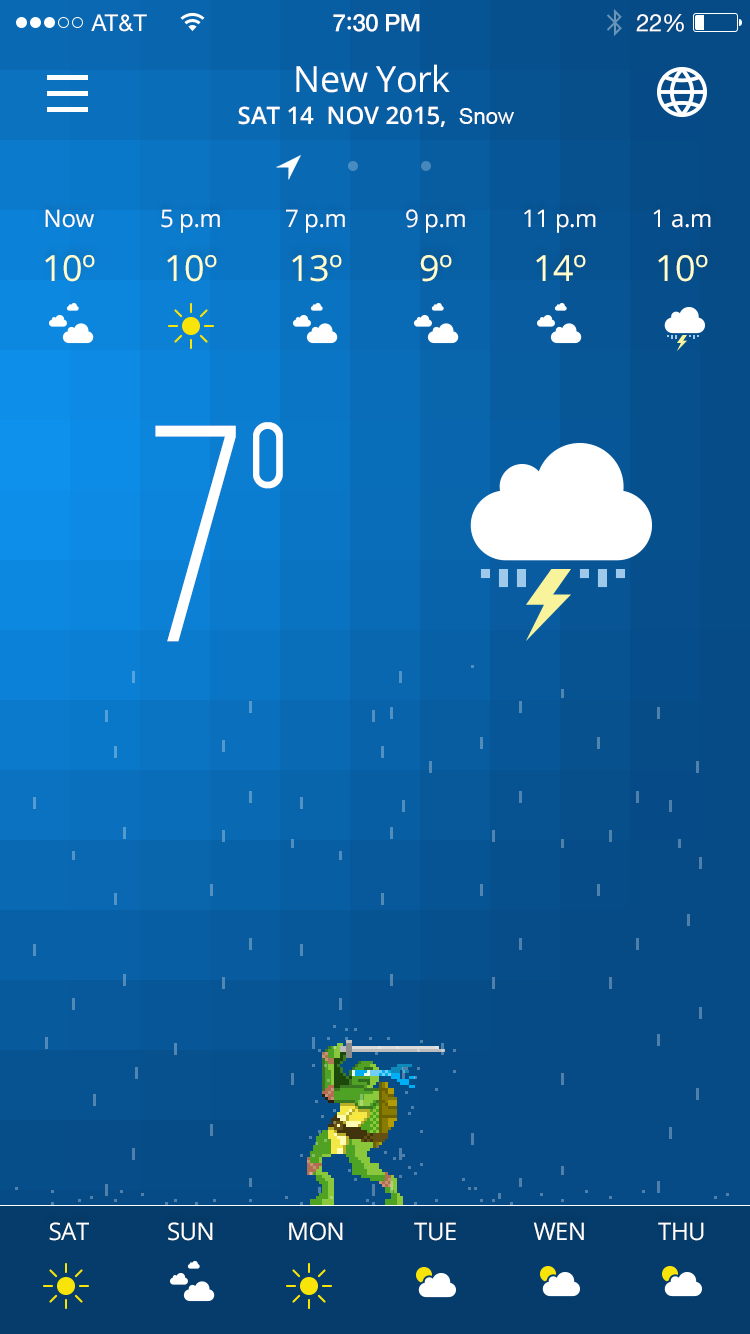 AT&T 7:30 PM 22%
New York
SAT 14 NOV 2015, Snow
Now 5 p.m 7 p.m 9 p.m 11 p.m 1 a.m
10º 10º 13º 9º 14º 10º
7º
SAT SUN MON TUE WEN THU